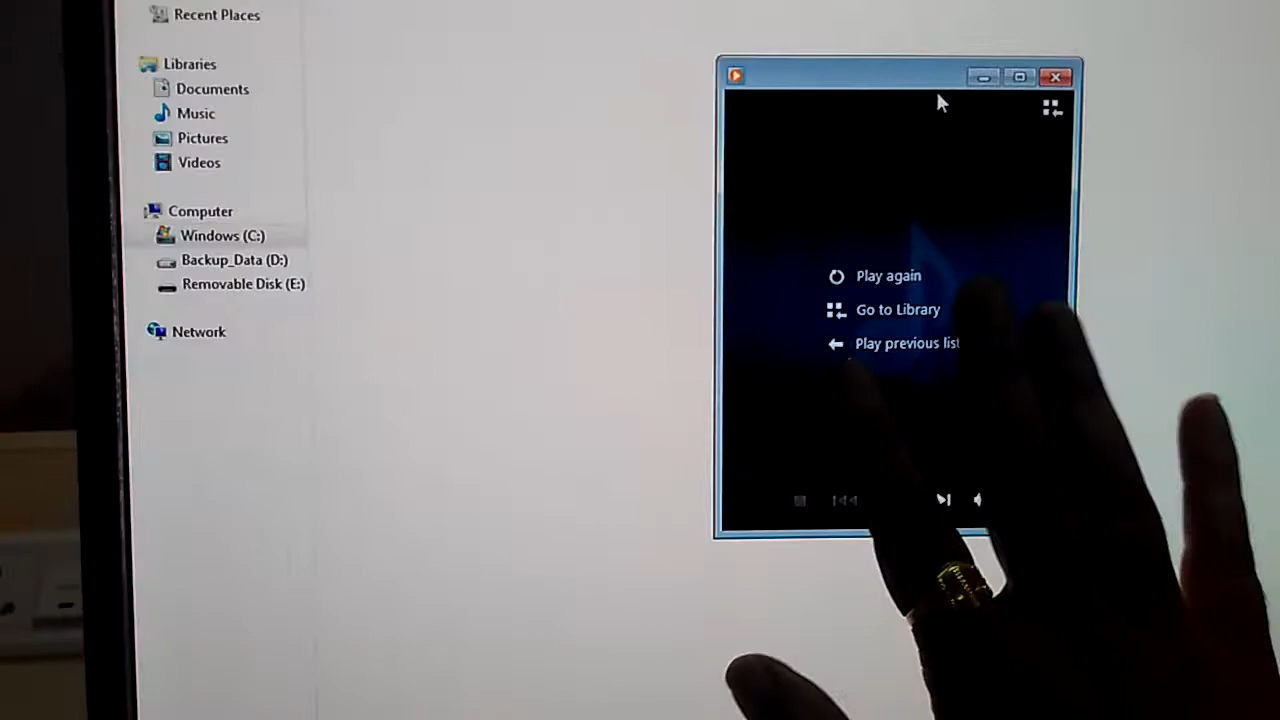 Recent Places
Libraries
Documents
Music
Pictures
Videos
Computer
Windows (C:)
Backup_Data (D:)
Removable Disk (E:)
Network
Play again
Go to Library
Play previous list